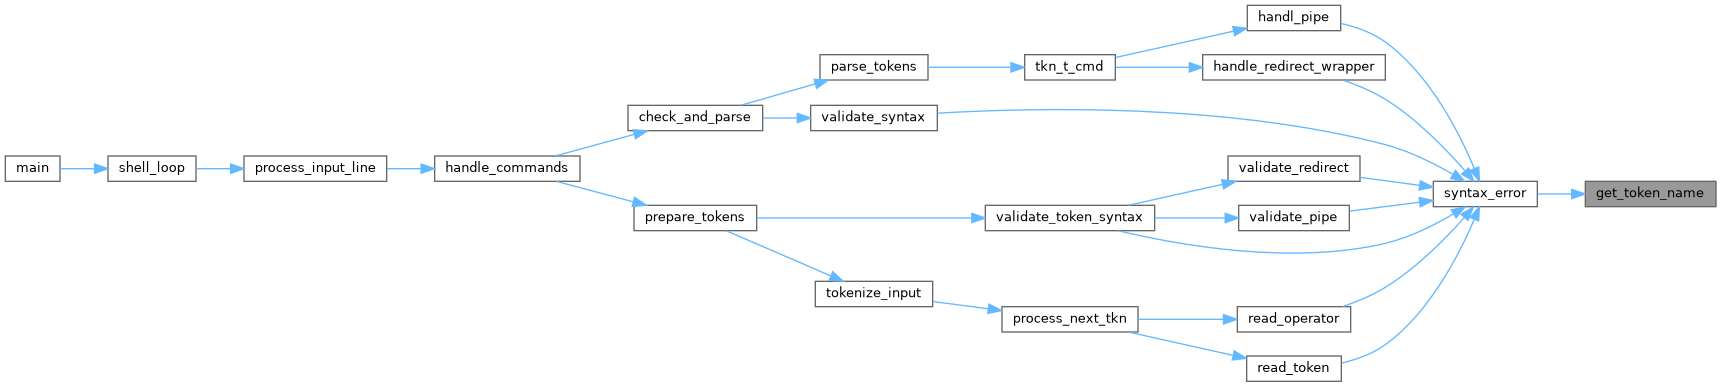 handl_pipe
parse_tokens
tkn_t_cmd
handle_redirect_wrapper
check_and_parse
validate_syntax
main
shell_loop
process_input_line
handle_commands
validate_redirect
syntax_error
get_token_name
prepare_tokens
validate_token_syntax
validate_pipe
tokenize_input
process_next_tkn
read_operator
read_token